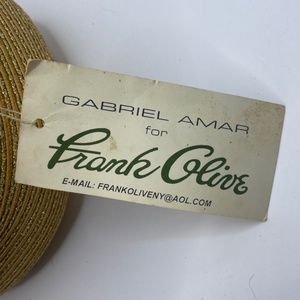 GABRIEL AMAR
for
Frank Olive
E-MAIL: FRANKOLIVENY@AOL.COM